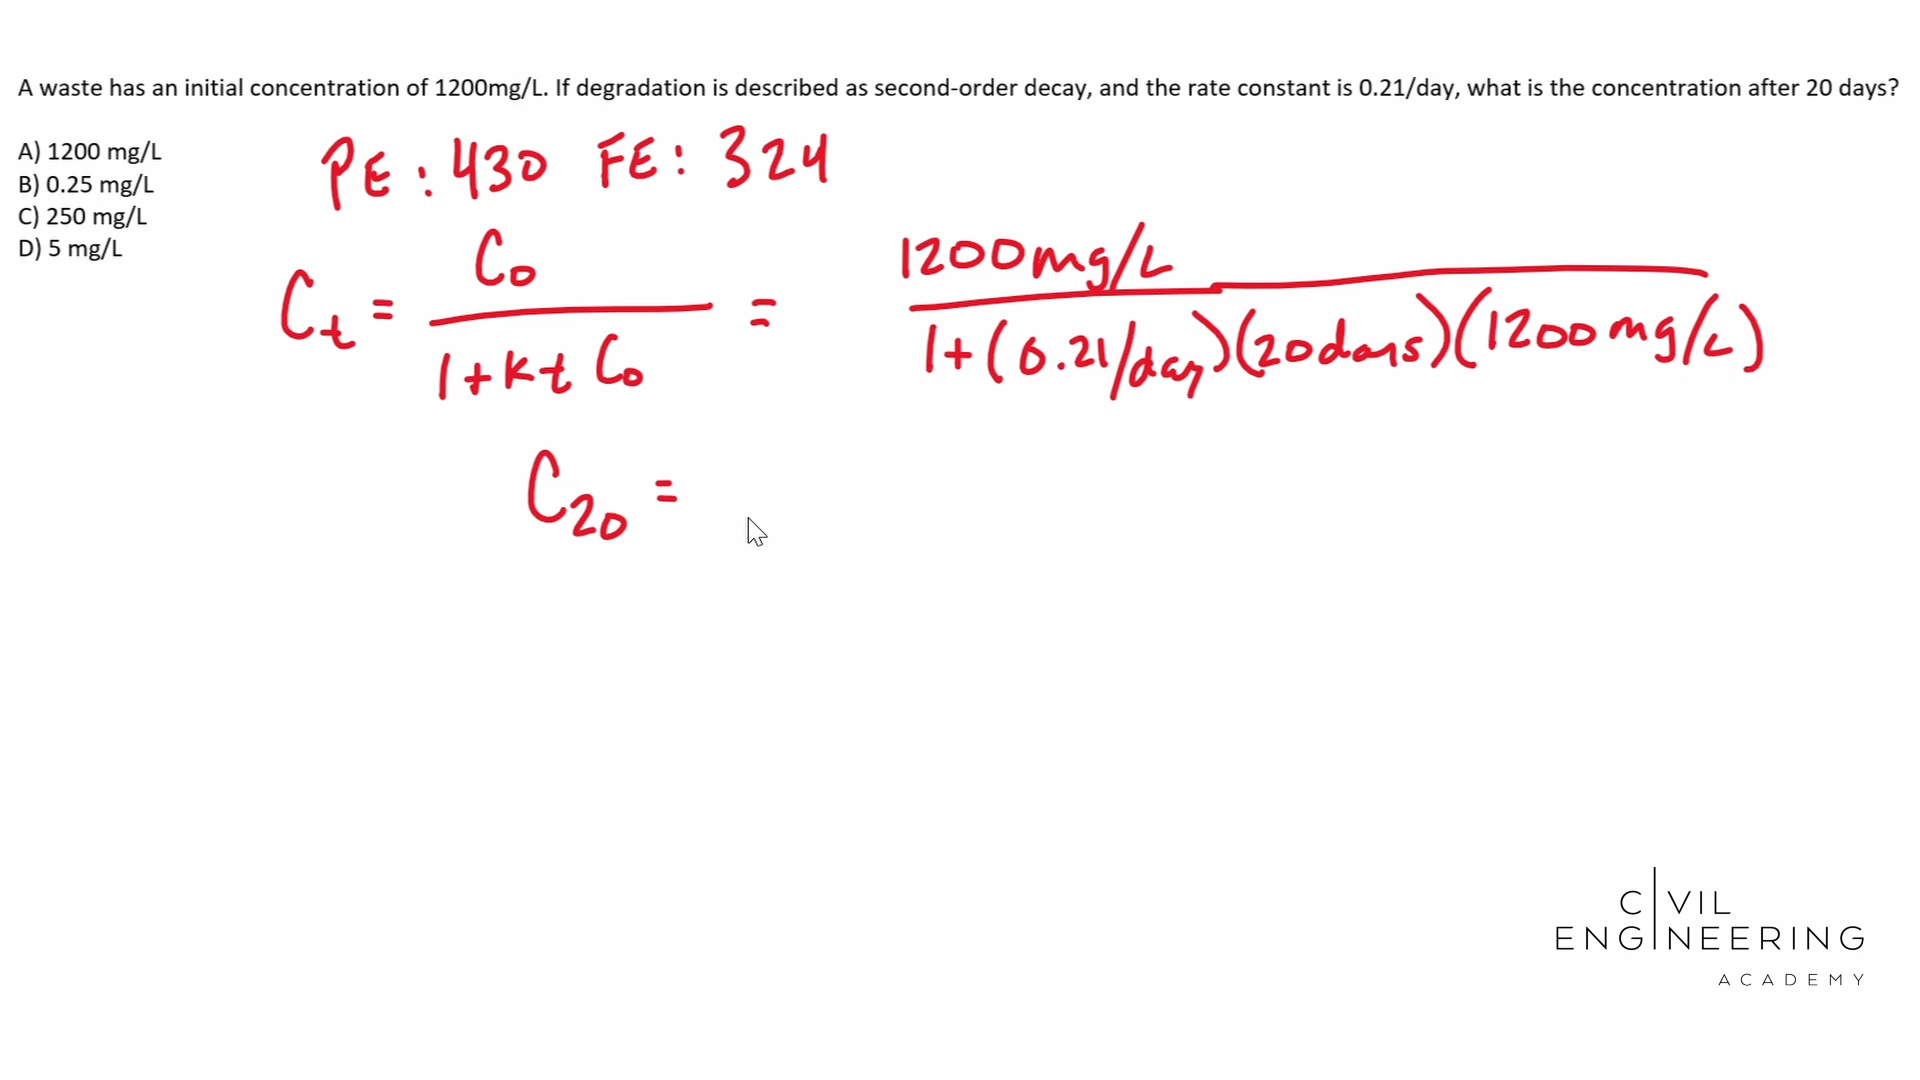 A waste has an initial concentration of 1200mg/L. If degradation is described as second-order decay, and the rate constant is 0.21/day, what is the concentration after 20 days?
A) 1200 mg/L
B) 0.25 mg/L
C) 250 mg/L
D) 5 mg/L
PE: 430 FE: 324
Ct = Co / 1+kt Co = 1200mg/L / 1+(0.21/day)(20days)(1200mg/L)
C20 =
CIVIL
ENGINEERING
ACADEMY